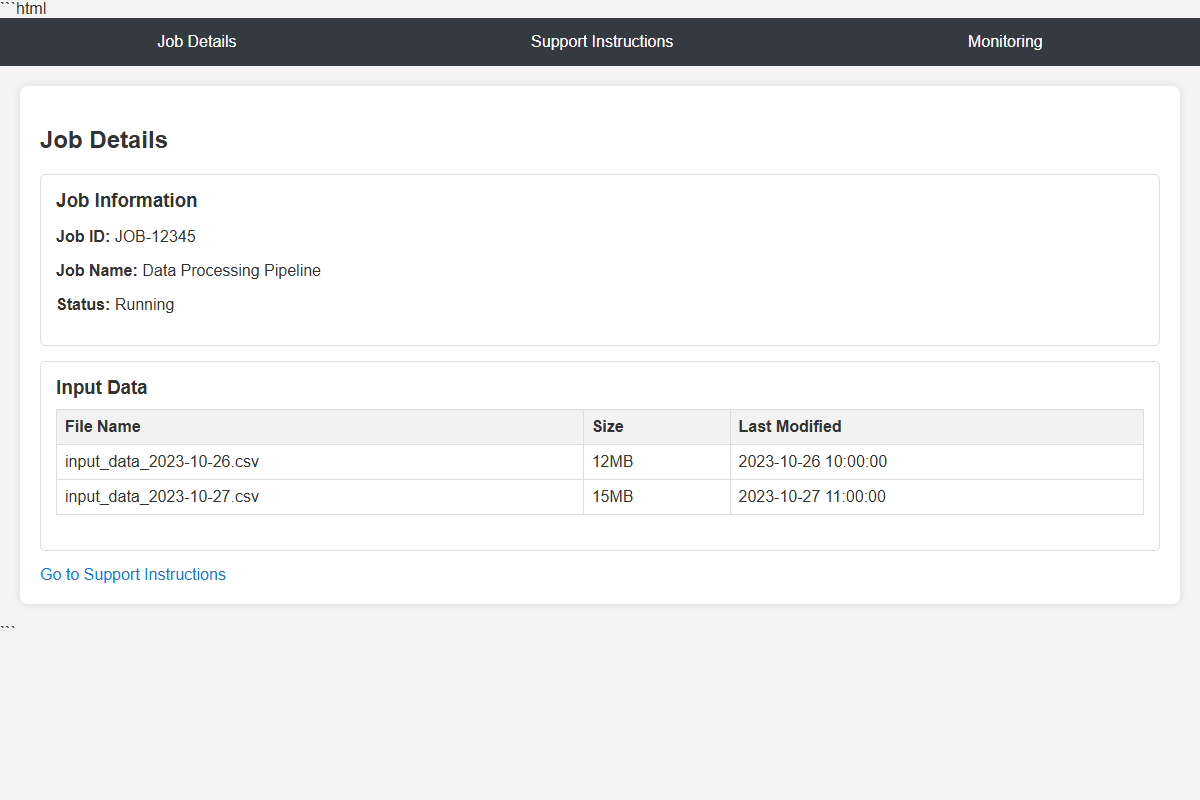 ```html
Job Details Support Instructions Monitoring
Job Details
Job Information
Job ID: JOB-12345
Job Name: Data Processing Pipeline
Status: Running
Input Data
File Name Size Last Modified
input_data_2023-10-26.csv 12MB 2023-10-26 10:00:00
input_data_2023-10-27.csv 15MB 2023-10-27 11:00:00
Go to Support Instructions
```